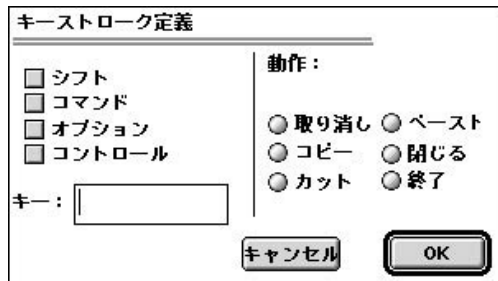 キーストローク定義
シフト
コマンド
オプション
コントロール
キー：
動作：
取り消し ペースト
コピー 閉じる
カット 終了
キャンセル OK